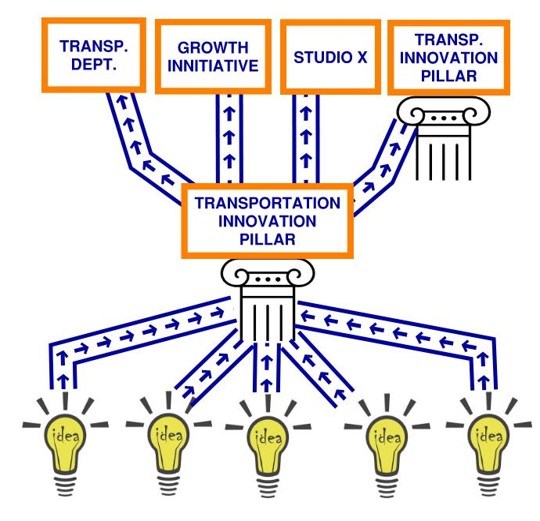 TRANSP.
DEPT.
GROWTH
INNITIATIVE
STUDIO X
TRANSP.
INNOVATION
PILLAR
TRANSPORTATION
INNOVATION
PILLAR
idea
idea
idea
idea
idea